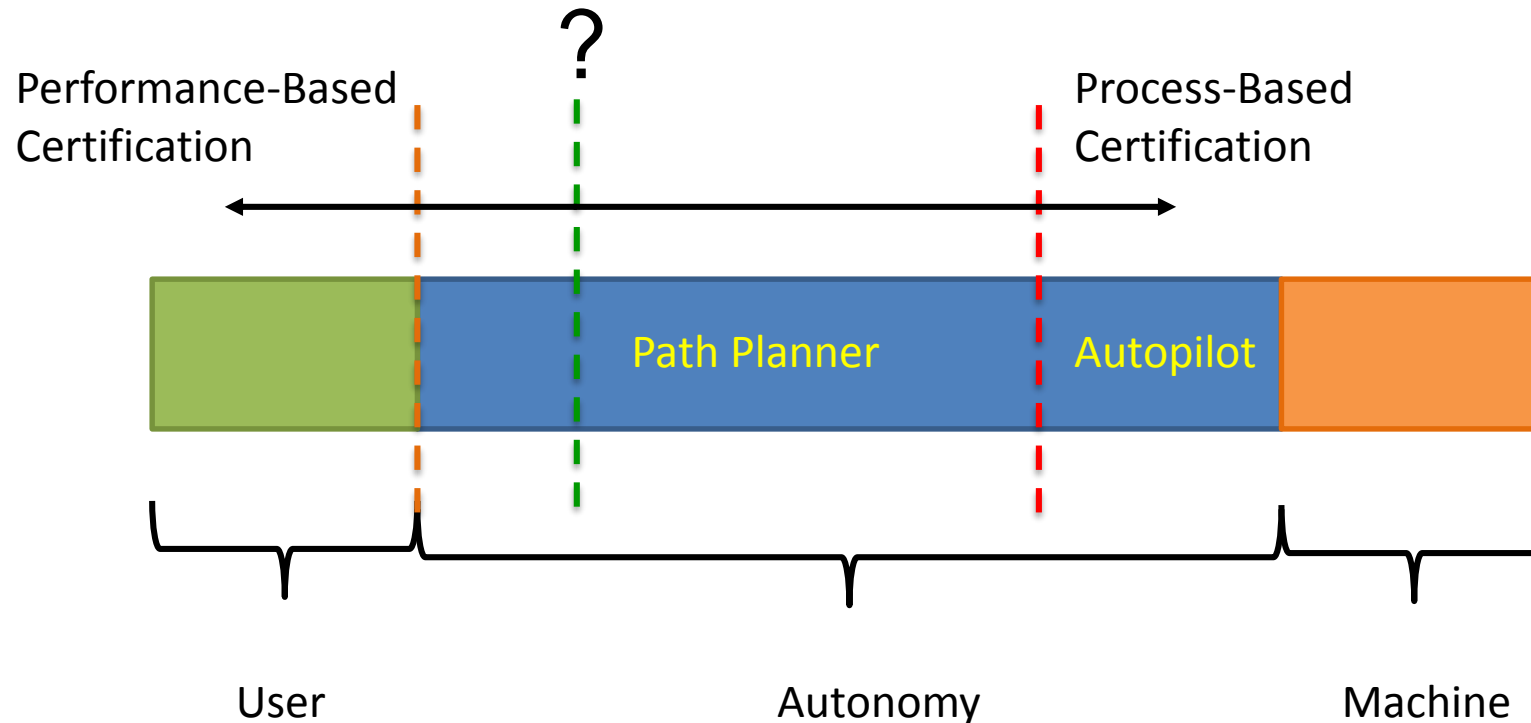 ?
Performance-Based
Certification
Process-Based
Certification
Path Planner
Autopilot
User
Autonomy
Machine